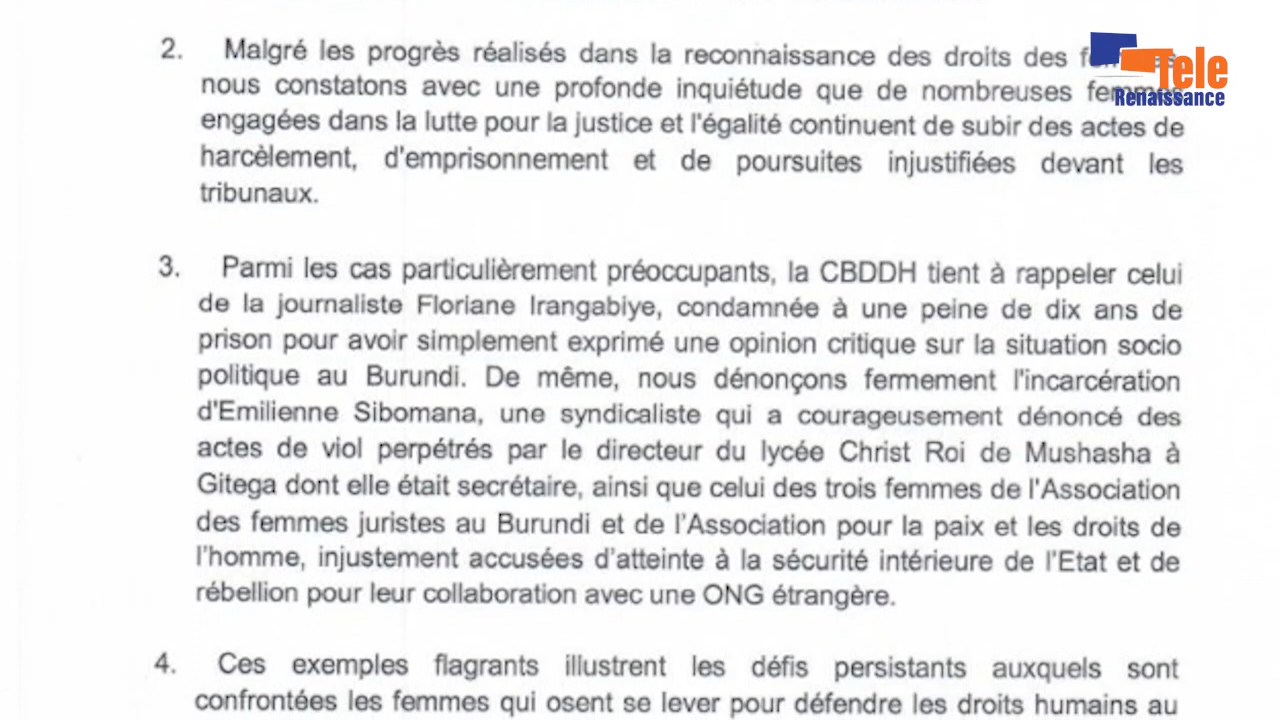 2. Malgré les progrès réalisés dans la reconnaissance des droits des
nous constatons avec une profonde inquiétude que de nombreuses femmes
engagées dans la lutte pour la justice et l'égalité continuent de subir des actes de
harcèlement, d'emprisonnement et de poursuites injustifiées devant les
tribunaux.
3. Parmi les cas particulièrement préoccupants, la CBDDH tient à rappeler celui
de la journaliste Floriane Irangabiye, condamnée à une peine de dix ans de
prison pour avoir simplement exprimé une opinion critique sur la situation socio
politique au Burundi. De même, nous dénonçons fermement l'incarcération
d'Emilienne Sibomana, une syndicaliste qui a courageusement dénoncé des
actes de viol perpétrés par le directeur du lycée Christ Roi de Mushasha à
Gitega dont elle était secrétaire, ainsi que celui des trois femmes de l'Association
des femmes juristes au Burundi et de l'Association pour la paix et les droits de
l'homme, injustement accusées d'atteinte à la sécurité intérieure de l'Etat et de
rébellion pour leur collaboration avec une ONG étrangère.
4. Ces exemples flagrants illustrent les défis persistants auxquels sont
confrontées les femmes qui osent se lever pour défendre les droits humains au
Tele
Renaissance